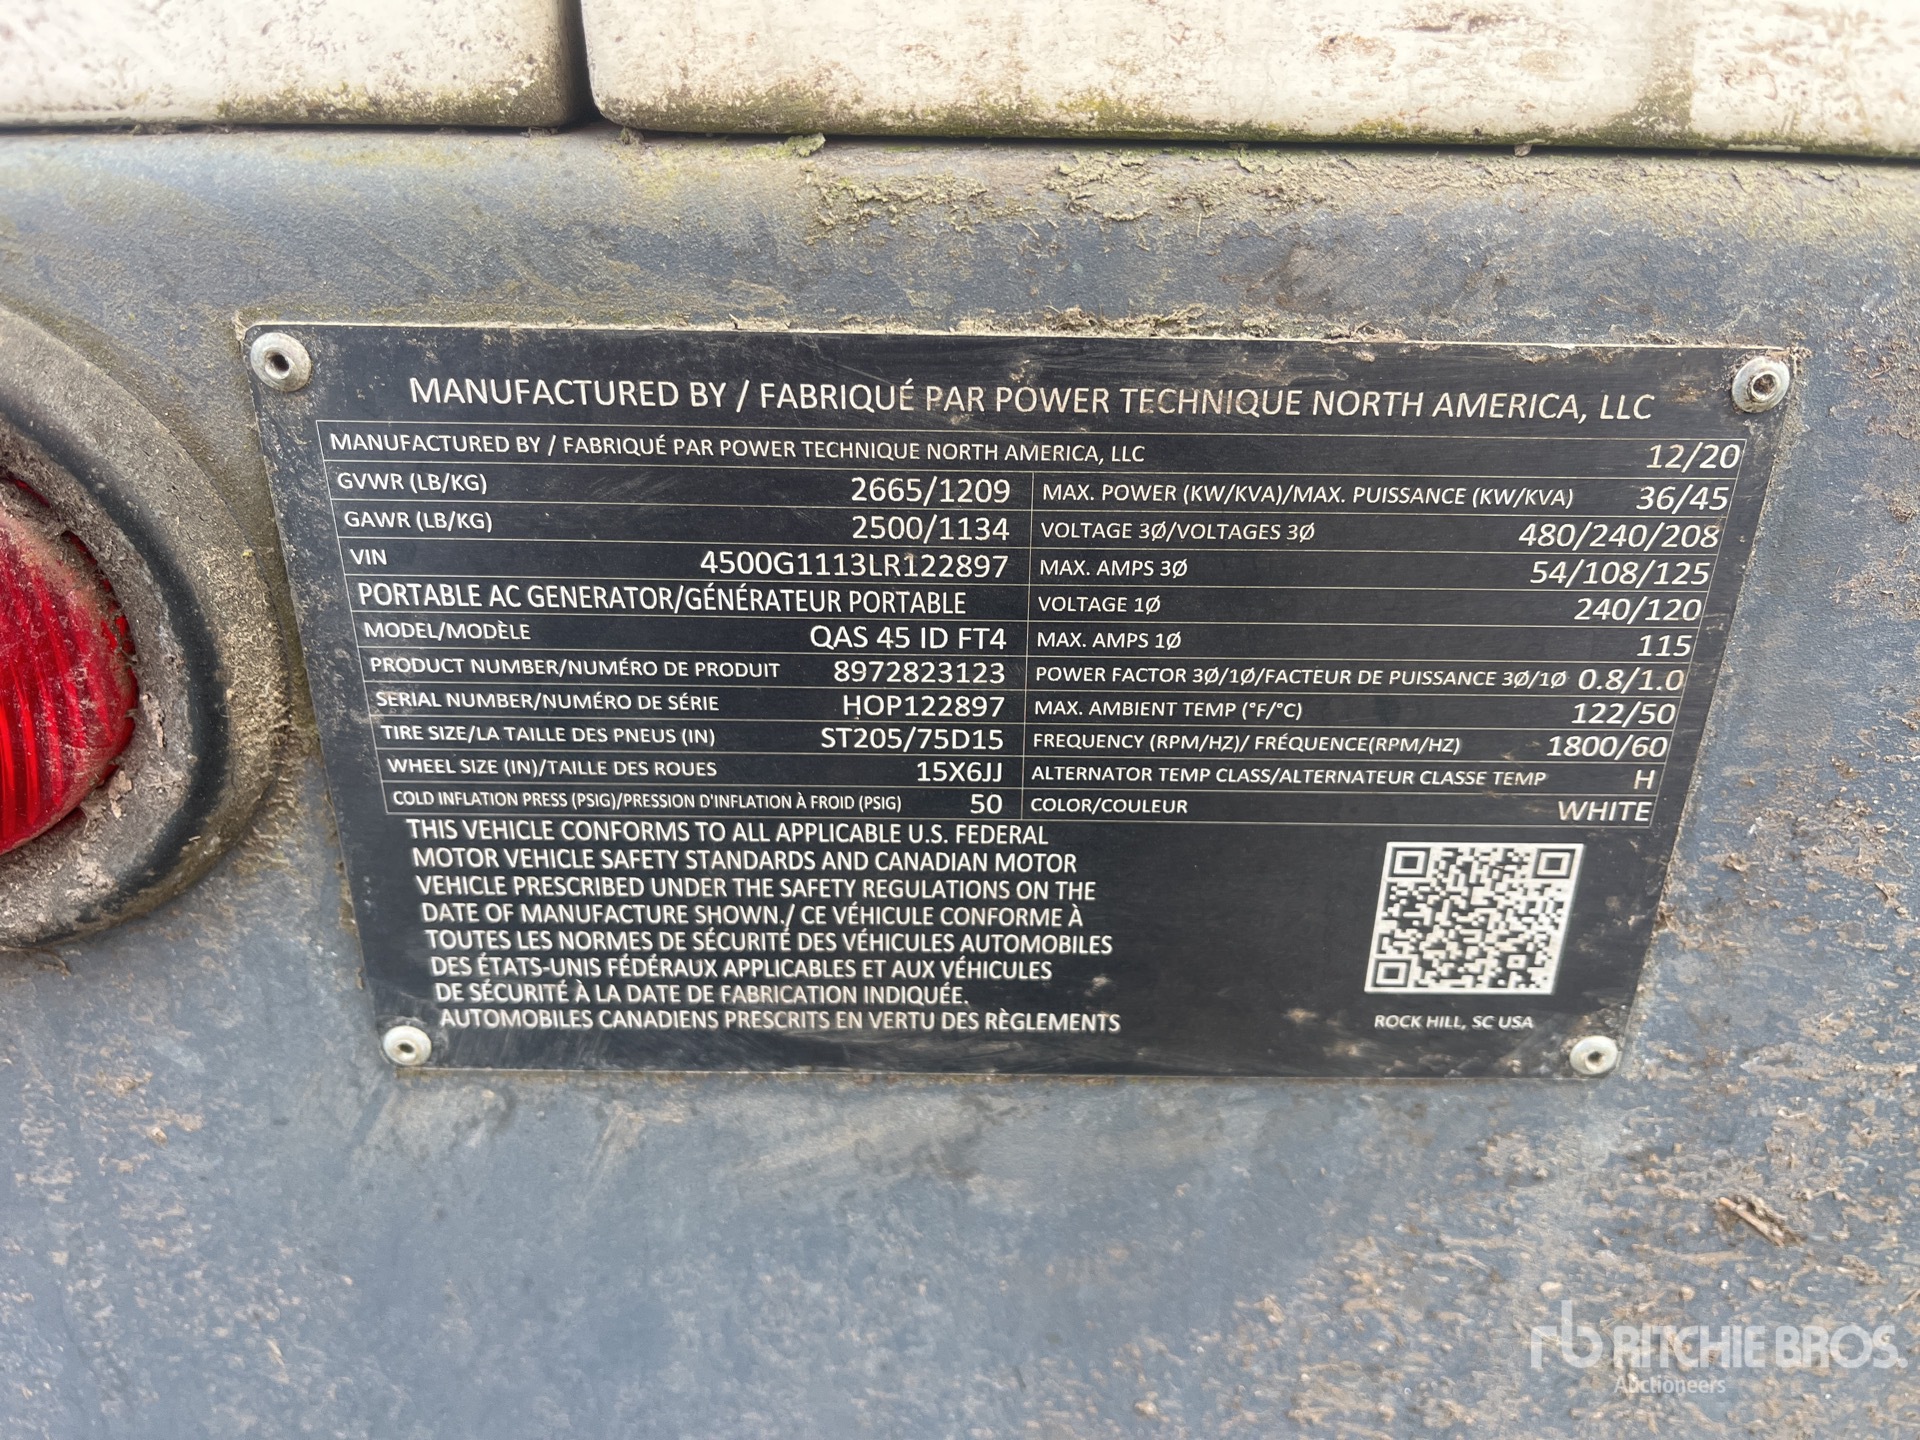 MANUFACTURED BY / FABRIQUÉ PAR POWER TECHNIQUE NORTH AMERICA, LLC
MANUFACTURED BY / FABRIQUÉ PAR POWER TECHNIQUE NORTH AMERICA, LLC 12/20
GVWR (LB/KG) 2665/1209
GAWR (LB/KG) 2500/1134
VIN 4500G1113LR122897
PORTABLE AC GENERATOR/GÉNÉRATEUR PORTABLE
MODEL/MODÈLE QAS 45 ID FT4
PRODUCT NUMBER/NUMÉRO DE PRODUIT 8972823123
SERIAL NUMBER/NUMÉRO DE SÉRIE HOP122897
TIRE SIZE/LA TAILLE DES PNEUS (IN) ST205/75D15
WHEEL SIZE (IN)/TAILLE DES ROUES 15X6JJ
COLD INFLATION PRESS (PSIG)/PRESSION D'INFLATION À FROID (PSIG) 50
MAX. POWER (KW/KVA)/MAX. PUISSANCE (KW/KVA) 36/45
VOLTAGE 3Ø/VOLTAGES 3Ø 480/240/208
MAX. AMPS 3Ø 54/108/125
VOLTAGE 1Ø 240/120
MAX. AMPS 1Ø 115
POWER FACTOR 3Ø/1Ø/FACTEUR DE PUISSANCE 3Ø/1Ø 0.8/1.0
MAX. AMBIENT TEMP (°F/°C) 122/50
FREQUENCY (RPM/HZ)/ FRÉQUENCE(RPM/HZ) 1800/60
ALTERNATOR TEMP CLASS/ALTERNATEUR CLASSE TEMP H
COLOR/COULEUR WHITE
THIS VEHICLE CONFORMS TO ALL APPLICABLE U.S. FEDERAL
MOTOR VEHICLE SAFETY STANDARDS AND CANADIAN MOTOR
VEHICLE PRESCRIBED UNDER THE SAFETY REGULATIONS ON THE
DATE OF MANUFACTURE SHOWN./ CE VÉHICULE CONFORME À
TOUTES LES NORMES DE SÉCURITÉ DES VÉHICULES AUTOMOBILES
DES ÉTATS-UNIS FÉDÉRAUX APPLICABLES ET AUX VÉHICULES
DE SÉCURITÉ À LA DATE DE FABRICATION INDIQUÉE.
AUTOMOBILES CANADIENS PRESCRITS EN VERTU DES RÈGLEMENTS
ROCK HILL, SC USA
rb RITCHIE BROS.
Auctioneers